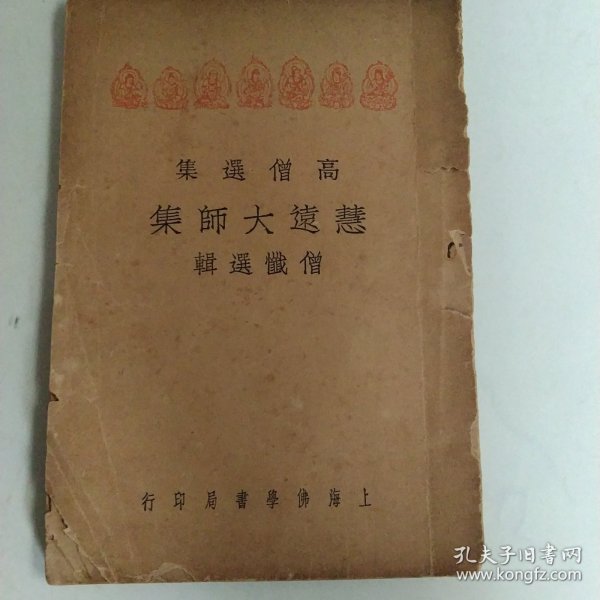 高僧選集
慧遠大師集
僧懺選輯
上海佛學書局印行
孔夫子旧书网
www.kongfz.com